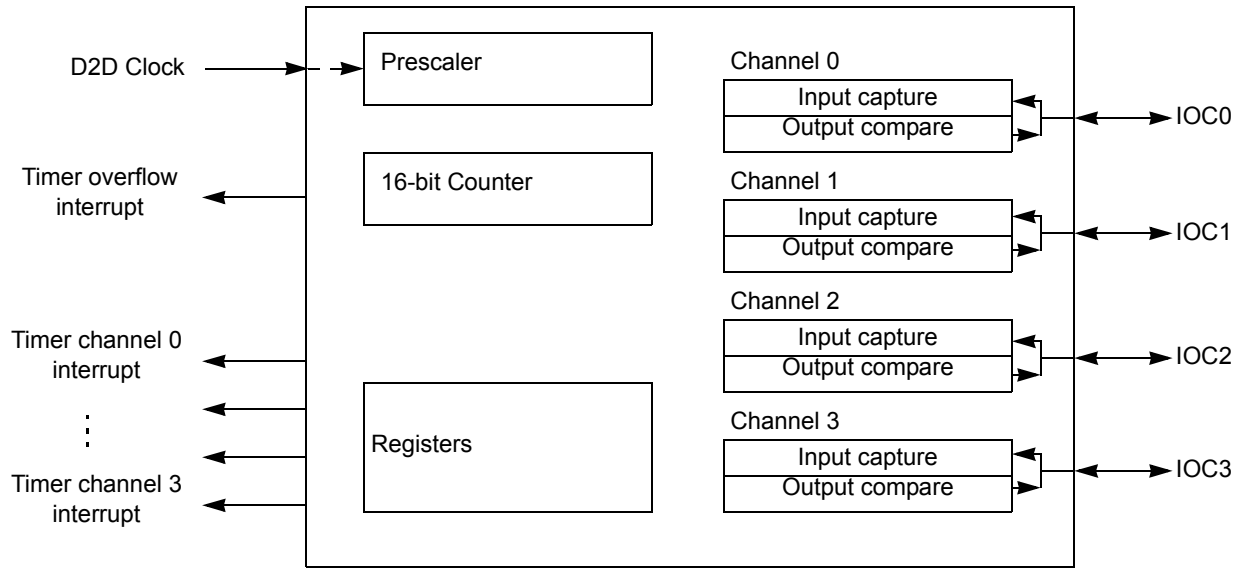 D2D Clock
Prescaler
Timer overflow
interrupt
16-bit Counter
Timer channel 0
interrupt
Registers
Timer channel 3
interrupt
Channel 0
Input capture
Output compare
IOC0
Channel 1
Input capture
Output compare
IOC1
Channel 2
Input capture
Output compare
IOC2
Channel 3
Input capture
Output compare
IOC3